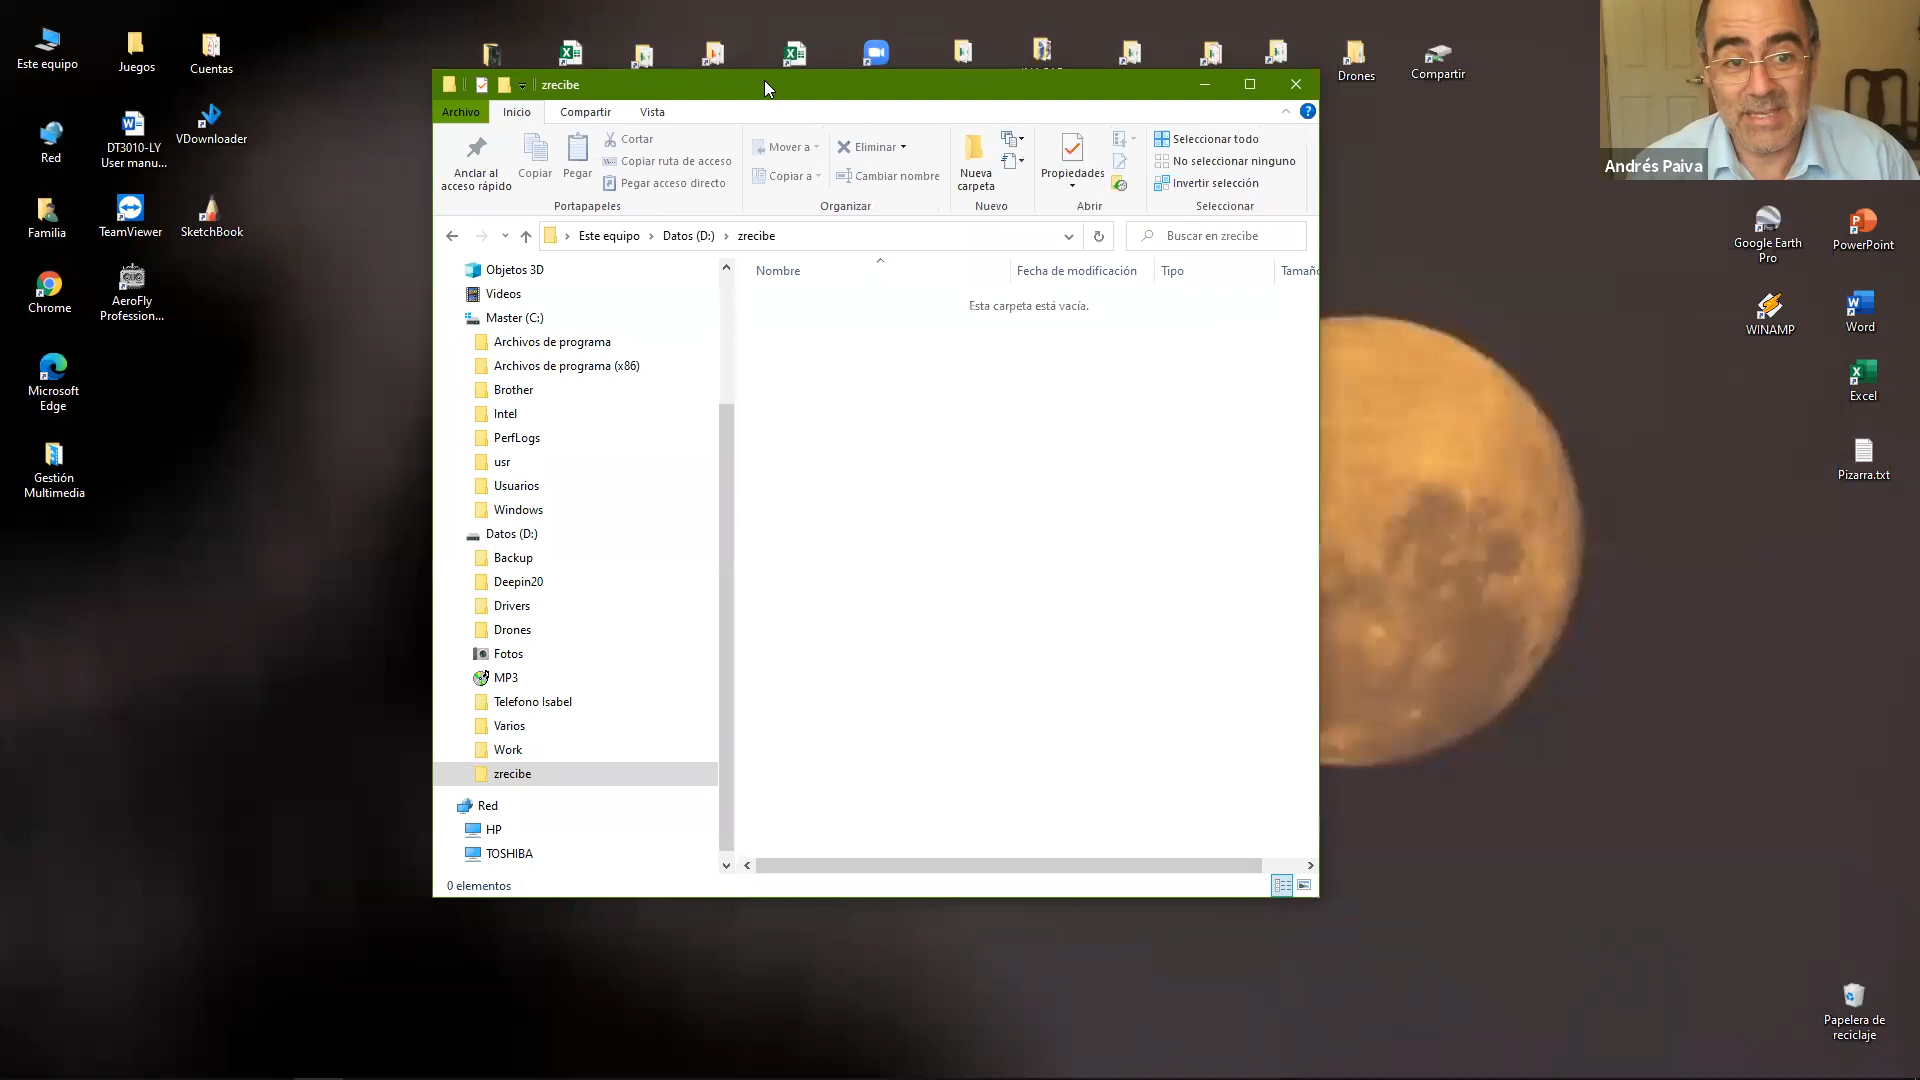 Este equipo
Juegos
Cuentas
Drones
Compartir
Red
DT3010-LY
User manu...
VDownloader
Familia
TeamViewer
SketchBook
Chrome
AeroFly
Profession...
Microsoft
Edge
Gestión
Multimedia
zrecibe
Archivo
Inicio
Compartir
Vista
Anclar al
acceso rápido
Copiar
Pegar
Cortar
Copiar ruta de acceso
Pegar acceso directo
Portapapeles
Mover a
Copiar a
Eliminar
Cambiar nombre
Organizar
Nueva
carpeta
Nuevo
Propiedades
Abrir
Seleccionar todo
No seleccionar ninguno
Invertir selección
Seleccionar
Este equipo
Datos (D:)
zrecibe
Buscar en zrecibe
Nombre
Fecha de modificación
Tipo
Tamaño
Esta carpeta está vacía.
Objetos 3D
Videos
Master (C:)
Archivos de programa
Archivos de programa (x86)
Brother
Intel
PerfLogs
usr
Usuarios
Windows
Datos (D:)
Backup
Deepin20
Drivers
Drones
Fotos
MP3
Telefono Isabel
Varios
Work
zrecibe
Red
HP
TOSHIBA
0 elementos
Andrés Paiva
Google Earth
Pro
PowerPoint
WINAMP
Word
Excel
Pizarra.txt
Papelera de
reciclaje